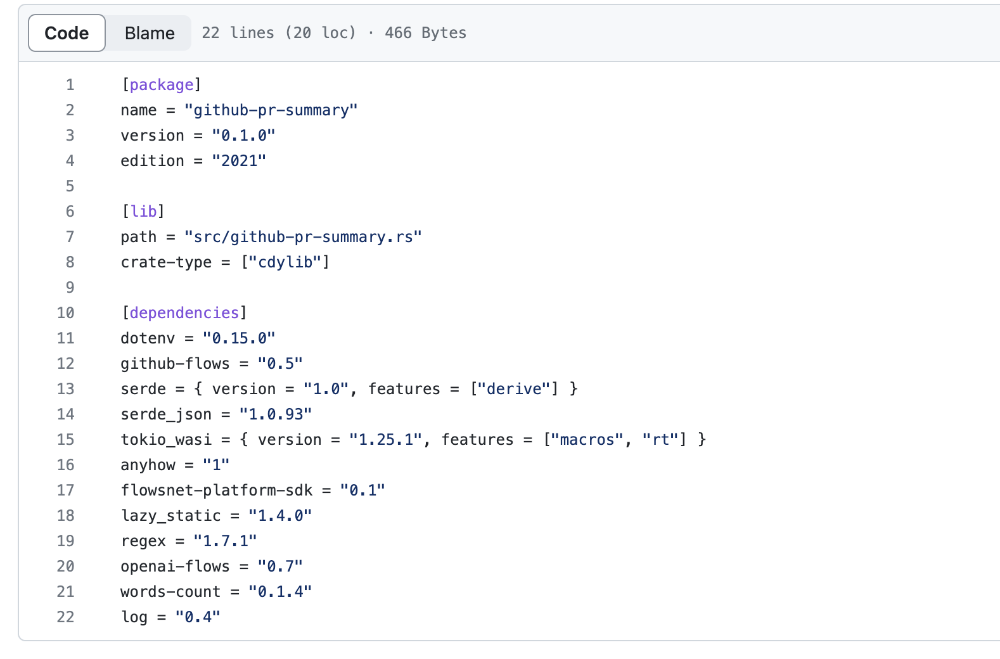 Code Blame 22 lines (20 loc) · 466 Bytes
1 [package]
2 name = "github-pr-summary"
3 version = "0.1.0"
4 edition = "2021"
5
6 [lib]
7 path = "src/github-pr-summary.rs"
8 crate-type = ["cdylib"]
9
10 [dependencies]
11 dotenv = "0.15.0"
12 github-flows = "0.5"
13 serde = { version = "1.0", features = ["derive"] }
14 serde_json = "1.0.93"
15 tokio_wasi = { version = "1.25.1", features = ["macros", "rt"] }
16 anyhow = "1"
17 flowsnet-platform-sdk = "0.1"
18 lazy_static = "1.4.0"
19 regex = "1.7.1"
20 openai-flows = "0.7"
21 words-count = "0.1.4"
22 log = "0.4"